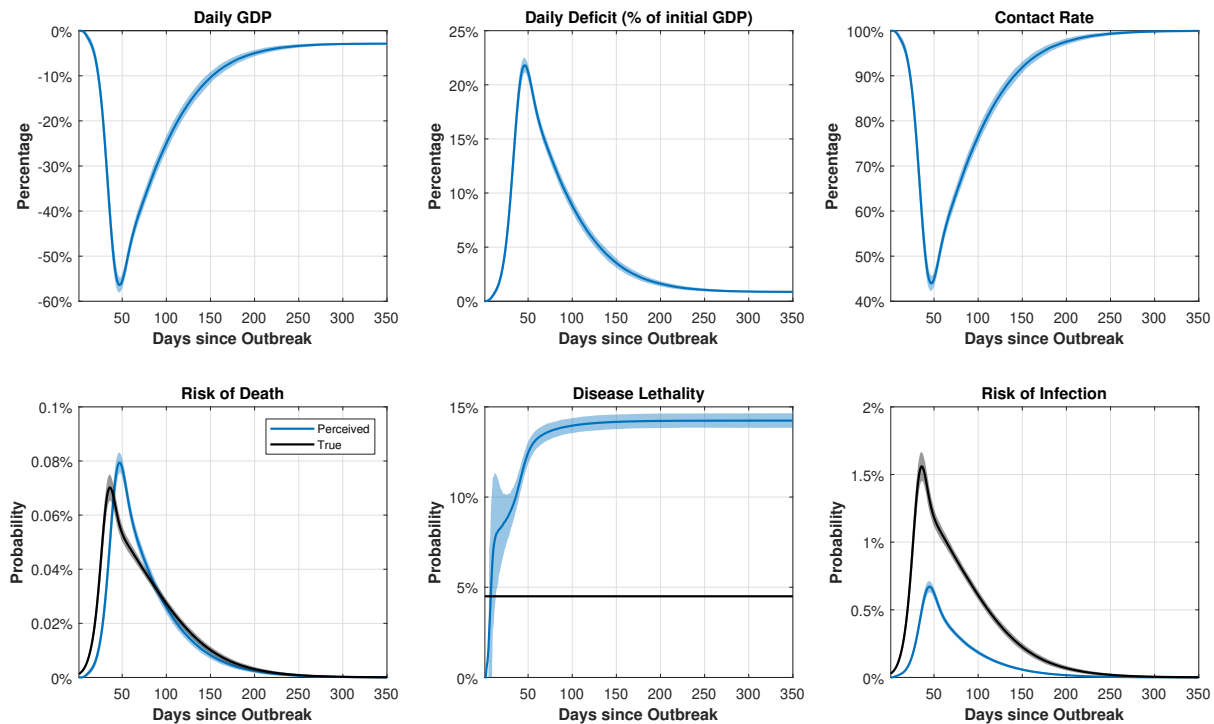 Daily GDP
0%
-10%
-20%
-30%
-40%
-50%
-60%
Percentage
50 100 150 200 250 300 350
Days since Outbreak
Daily Deficit (% of initial GDP)
25%
20%
15%
10%
5%
0%
Percentage
50 100 150 200 250 300 350
Days since Outbreak
Contact Rate
100%
90%
80%
70%
60%
50%
40%
Percentage
50 100 150 200 250 300 350
Days since Outbreak
Risk of Death
0.1%
0.08%
0.06%
0.04%
0.02%
0%
Probability
Perceived
True
50 100 150 200 250 300 350
Days since Outbreak
Disease Lethality
15%
10%
5%
0%
Probability
50 100 150 200 250 300 350
Days since Outbreak
Risk of Infection
2%
1.5%
1%
0.5%
0%
Probability
50 100 150 200 250 300 350
Days since Outbreak